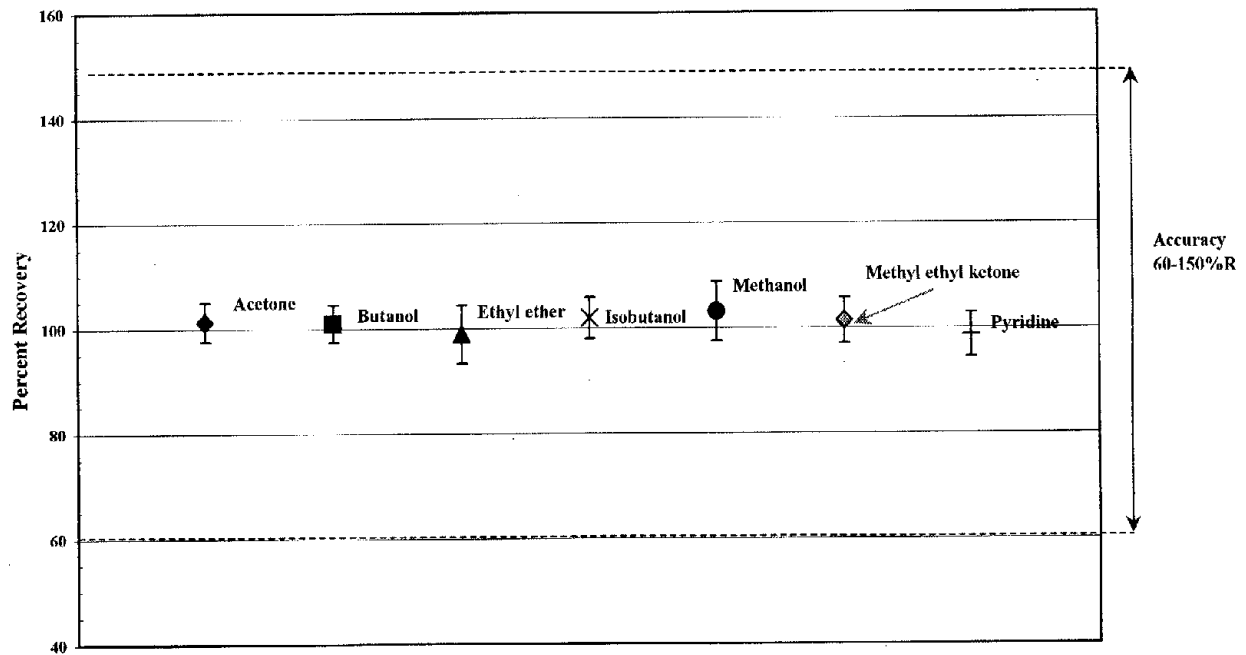 160
140
120
100
80
60
40
Percent Recovery
Acetone
Butanol
Ethyl ether
Isobutanol
Methanol
Methyl ethyl ketone
Pyridine
Accuracy
60-150%R